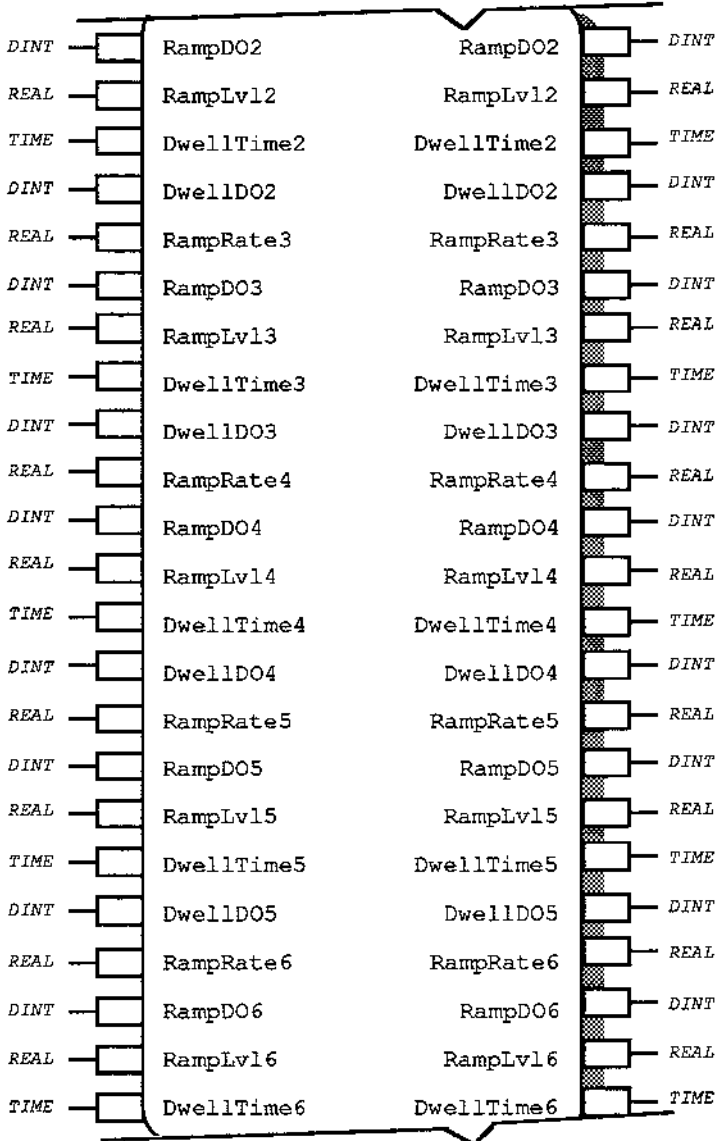 DINT RampDO2 RampDO2 DINT
REAL RampLvl2 RampLvl2 REAL
TIME DwellTime2 DwellTime2 TIME
DINT DwellDO2 DwellDO2 DINT
REAL RampRate3 RampRate3 REAL
DINT RampDO3 RampDO3 DINT
REAL RampLvl3 RampLvl3 REAL
TIME DwellTime3 DwellTime3 TIME
DINT DwellDO3 DwellDO3 DINT
REAL RampRate4 RampRate4 REAL
DINT RampDO4 RampDO4 DINT
REAL RampLvl4 RampLvl4 REAL
TIME DwellTime4 DwellTime4 TIME
DINT DwellDO4 DwellDO4 DINT
REAL RampRate5 RampRate5 REAL
DINT RampDO5 RampDO5 DINT
REAL RampLvl5 RampLvl5 REAL
TIME DwellTime5 DwellTime5 TIME
DINT DwellDO5 DwellDO5 DINT
REAL RampRate6 RampRate6 REAL
DINT RampDO6 RampDO6 DINT
REAL RampLvl6 RampLvl6 REAL
TIME DwellTime6 DwellTime6 TIME